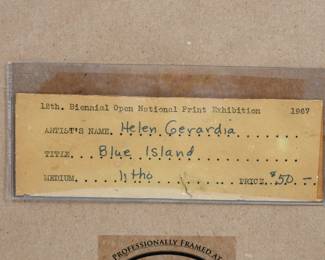 12th. Biennial Open National Print Exhibition 1967
ARTIST'S NAME. Helen Gerardia
TITLE. Blue Island
MEDIUM. litho PRICE. $50.—
PROFESSIONALLY FRAMED AT